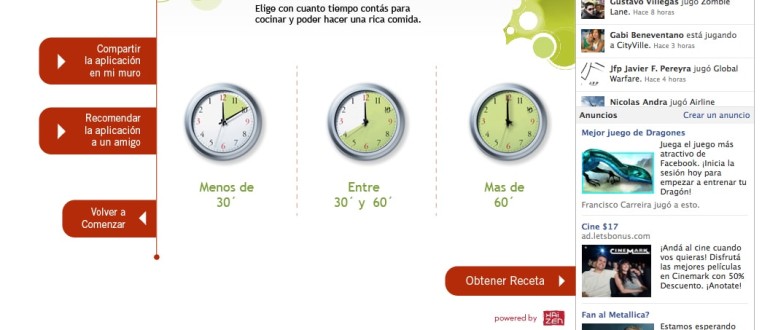 Eligo con cuanto tiempo contás para
cocinar y poder hacer una rica comida.
Compartir
la aplicación
en mi muro
Recomendar
la aplicación
a un amigo
Volver a
Comenzar
Menos de
30´
Entre
30´ y 60´
Mas de
60´
Obtener Receta
powered by HAiZEN
Gustavo Villegas jugó Zombie
Lane. Hace 8 horas
Gabi Beneventano está jugando
a CityVille. Hace 3 horas
Jfp Javier F. Pereyra jugó Global
Warfare. Hace 4 horas
Nicolas Andra jugó Airline
Anuncios
Crear un anuncio
Mejor juego de Dragones
Juega el juego más
atractivo de
Facebook. ¡Inicia la
sesión hoy para
empezar a entrenar tu
Dragón!
Francisco Carreira jugó a esto.
Cine $17
ad.letsbonus.com
CINEMARK
¡Andá al cine cuando
vos quieras! Disfrutá
las mejores películas
en Cinemark con 50%
Descuento. ¡Anotate!
Fan al Metallica?
Estamos esperando